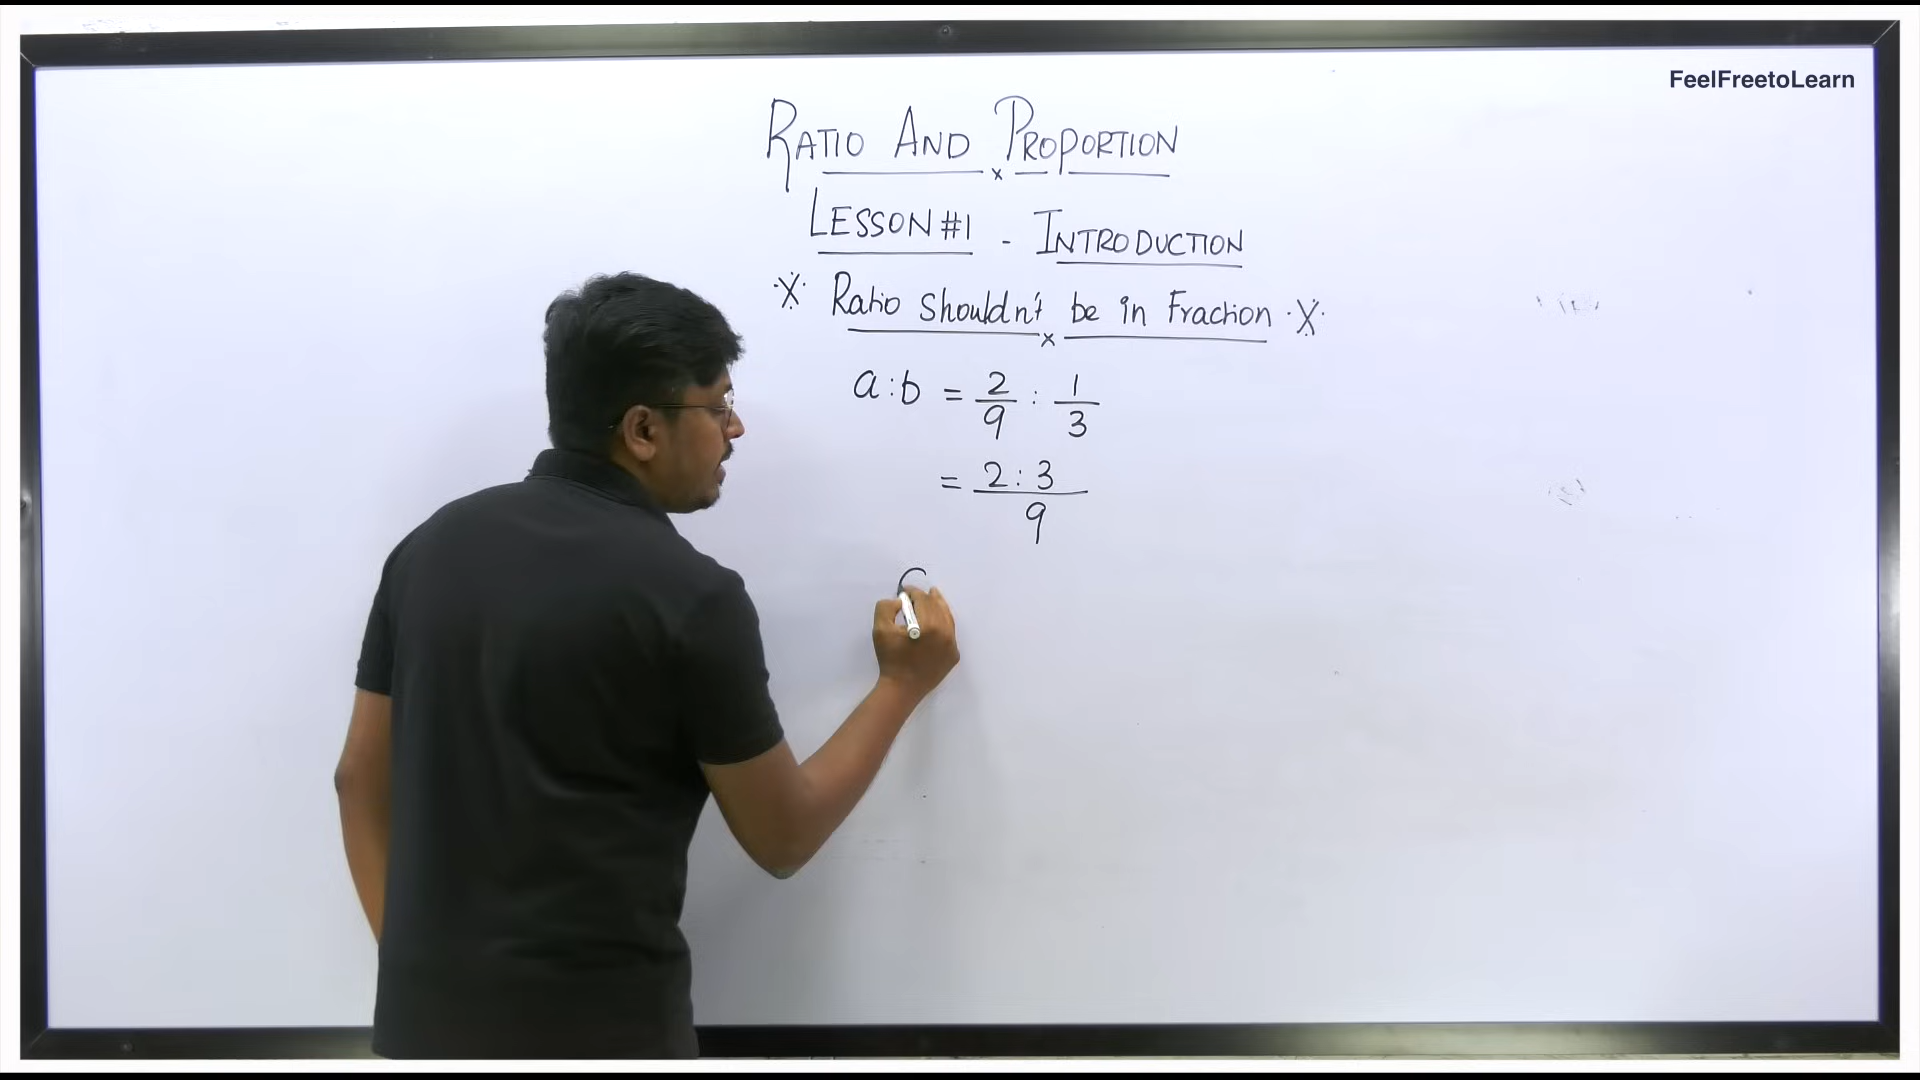 FeelFreetoLearn
RATIO AND PROPORTION
LESSON #1 - INTRODUCTION
Ratio shouldn't be in Fraction
a : b = 2/9 : 1/3
= 2 : 3 / 9